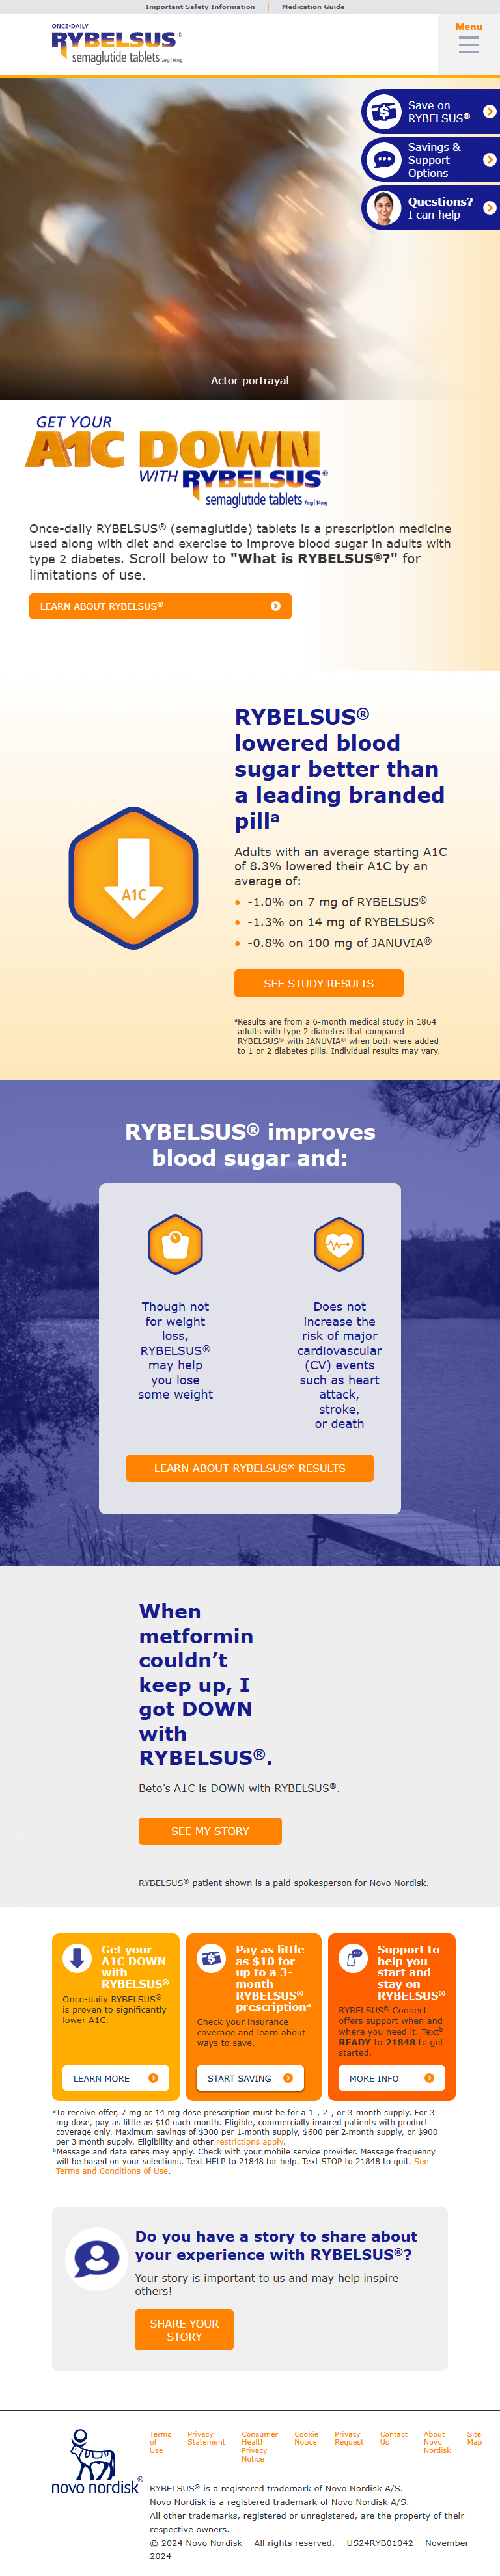 Important Safety Information | Medication Guide
ONCE-DAILY
RYBELSUS®
semaglutide tablets 7mg | 14mg
Menu
Save on
RYBELSUS®
Savings &
Support
Options
Questions?
I can help
Actor portrayal
GET YOUR
A1C DOWN
WITH RYBELSUS®
semaglutide tablets 7mg | 14mg
Once-daily RYBELSUS® (semaglutide) tablets is a prescription medicine
used along with diet and exercise to improve blood sugar in adults with
type 2 diabetes. Scroll below to "What is RYBELSUS®?" for
limitations of use.
LEARN ABOUT RYBELSUS®
RYBELSUS®
lowered blood
sugar better than
a leading branded
pillᵃ
Adults with an average starting A1C
of 8.3% lowered their A1C by an
average of:
• -1.0% on 7 mg of RYBELSUS®
• -1.3% on 14 mg of RYBELSUS®
• -0.8% on 100 mg of JANUVIA®
A1C
SEE STUDY RESULTS
ᵃResults are from a 6-month medical study in 1864
adults with type 2 diabetes that compared
RYBELSUS® with JANUVIA® when both were added
to 1 or 2 diabetes pills. Individual results may vary.
RYBELSUS® improves
blood sugar and:
Though not
for weight
loss,
RYBELSUS®
may help
you lose
some weight
Does not
increase the
risk of major
cardiovascular
(CV) events
such as heart
attack,
stroke,
or death
LEARN ABOUT RYBELSUS® RESULTS
When
metformin
couldn’t
keep up, I
got DOWN
with
RYBELSUS®.
Beto’s A1C is DOWN with RYBELSUS®.
SEE MY STORY
RYBELSUS® patient shown is a paid spokesperson for Novo Nordisk.
Get your
A1C DOWN
with
RYBELSUS®
Once-daily RYBELSUS®
is proven to significantly
lower A1C.
LEARN MORE
Pay as little
as $10 for
up to a 3-
month
RYBELSUS®
prescriptionᵃ
Check your insurance
coverage and learn about
ways to save.
START SAVING
Support to
help you
start and
stay on
RYBELSUS®
RYBELSUS® Connect
offers support when and
where you need it. Textᵇ
READY to 21848 to get
started.
MORE INFO
ᵃTo receive offer, 7 mg or 14 mg dose prescription must be for a 1-, 2-, or 3-month supply. For 3
mg dose, pay as little as $10 each month. Eligible, commercially insured patients with product
coverage only. Maximum savings of $300 per 1-month supply, $600 per 2-month supply, or $900
per 3-month supply. Eligibility and other restrictions apply.
ᵇMessage and data rates may apply. Check with your mobile service provider. Message frequency
will be based on your selections. Text HELP to 21848 for help. Text STOP to 21848 to quit. See
Terms and Conditions of Use.
Do you have a story to share about
your experience with RYBELSUS®?
Your story is important to us and may help inspire
others!
SHARE YOUR
STORY
novo nordisk®
Terms
of
Use
Privacy
Statement
Consumer
Health
Privacy
Notice
Cookie
Notice
Privacy
Request
Contact
Us
About
Novo
Nordisk
Site
Map
RYBELSUS® is a registered trademark of Novo Nordisk A/S.
Novo Nordisk is a registered trademark of Novo Nordisk A/S.
All other trademarks, registered or unregistered, are the property of their
respective owners.
© 2024 Novo Nordisk All rights reserved. US24RYB01042 November
2024